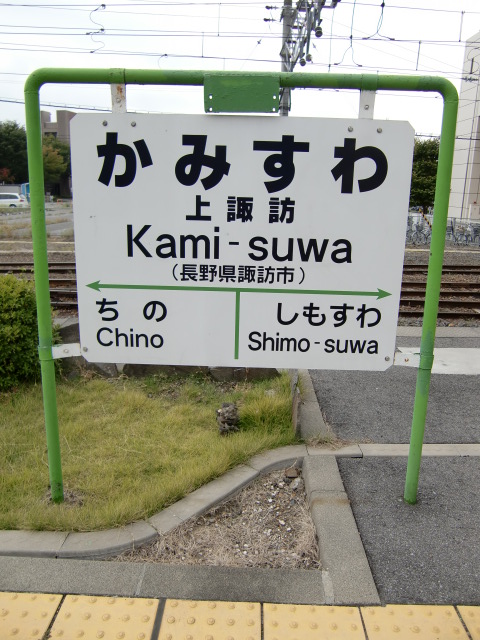 かみすわ
上諏訪
Kami-suwa
(長野県諏訪市)
ちの しもすわ
Chino Shimo-suwa